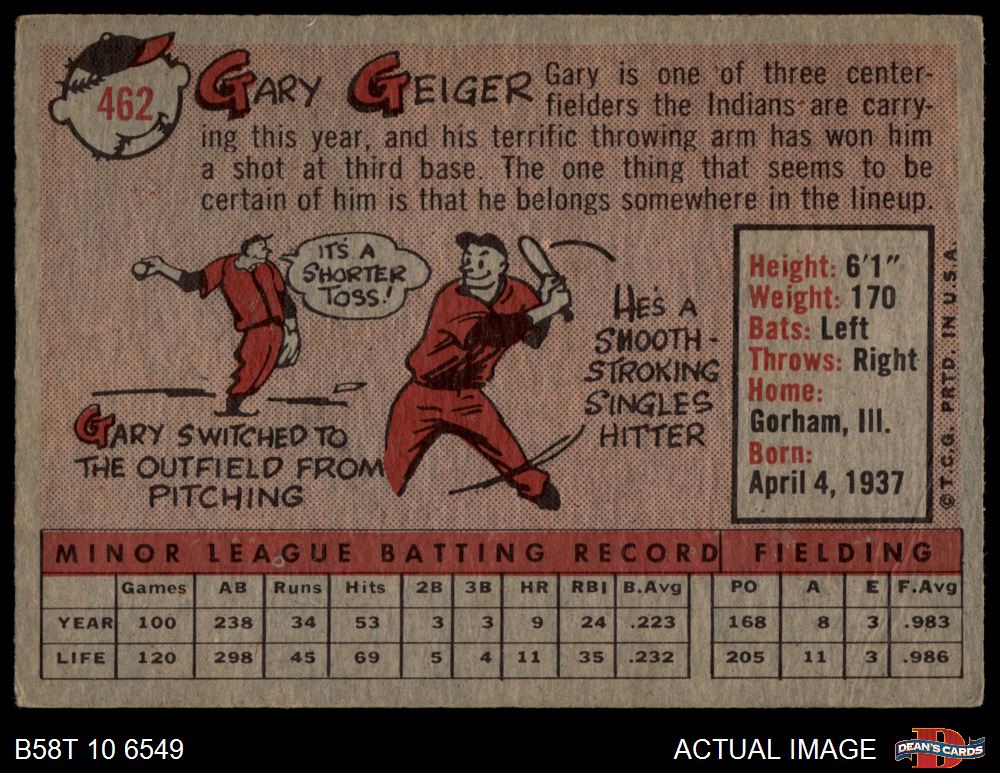 462
GARY GEIGER
Gary is one of three center-
fielders the Indians are carry-
ing this year, and his terrific throwing arm has won him
a shot at third base. The one thing that seems to be
certain of him is that he belongs somewhere in the lineup.
IT'S A
SHORTER
TOSS!
GARY SWITCHED TO
THE OUTFIELD FROM
PITCHING
HE'S A
SMOOTH-
STROKING
SINGLES
HITTER
Height: 6'1"
Weight: 170
Bats: Left
Throws: Right
Home:
Gorham, Ill.
Born:
April 4, 1937
© T.C.G. PRTD. IN U.S.A.
MINOR LEAGUE BATTING RECORD FIELDING
Games AB Runs Hits 2B 3B HR RBI B.Avg PO A E F.Avg
YEAR 100 238 34 53 3 3 9 24 .223 168 8 3 .983
LIFE 120 298 45 69 5 4 11 35 .232 205 11 3 .986
B58T 10 6549 ACTUAL IMAGE D DEAN'S CARDS